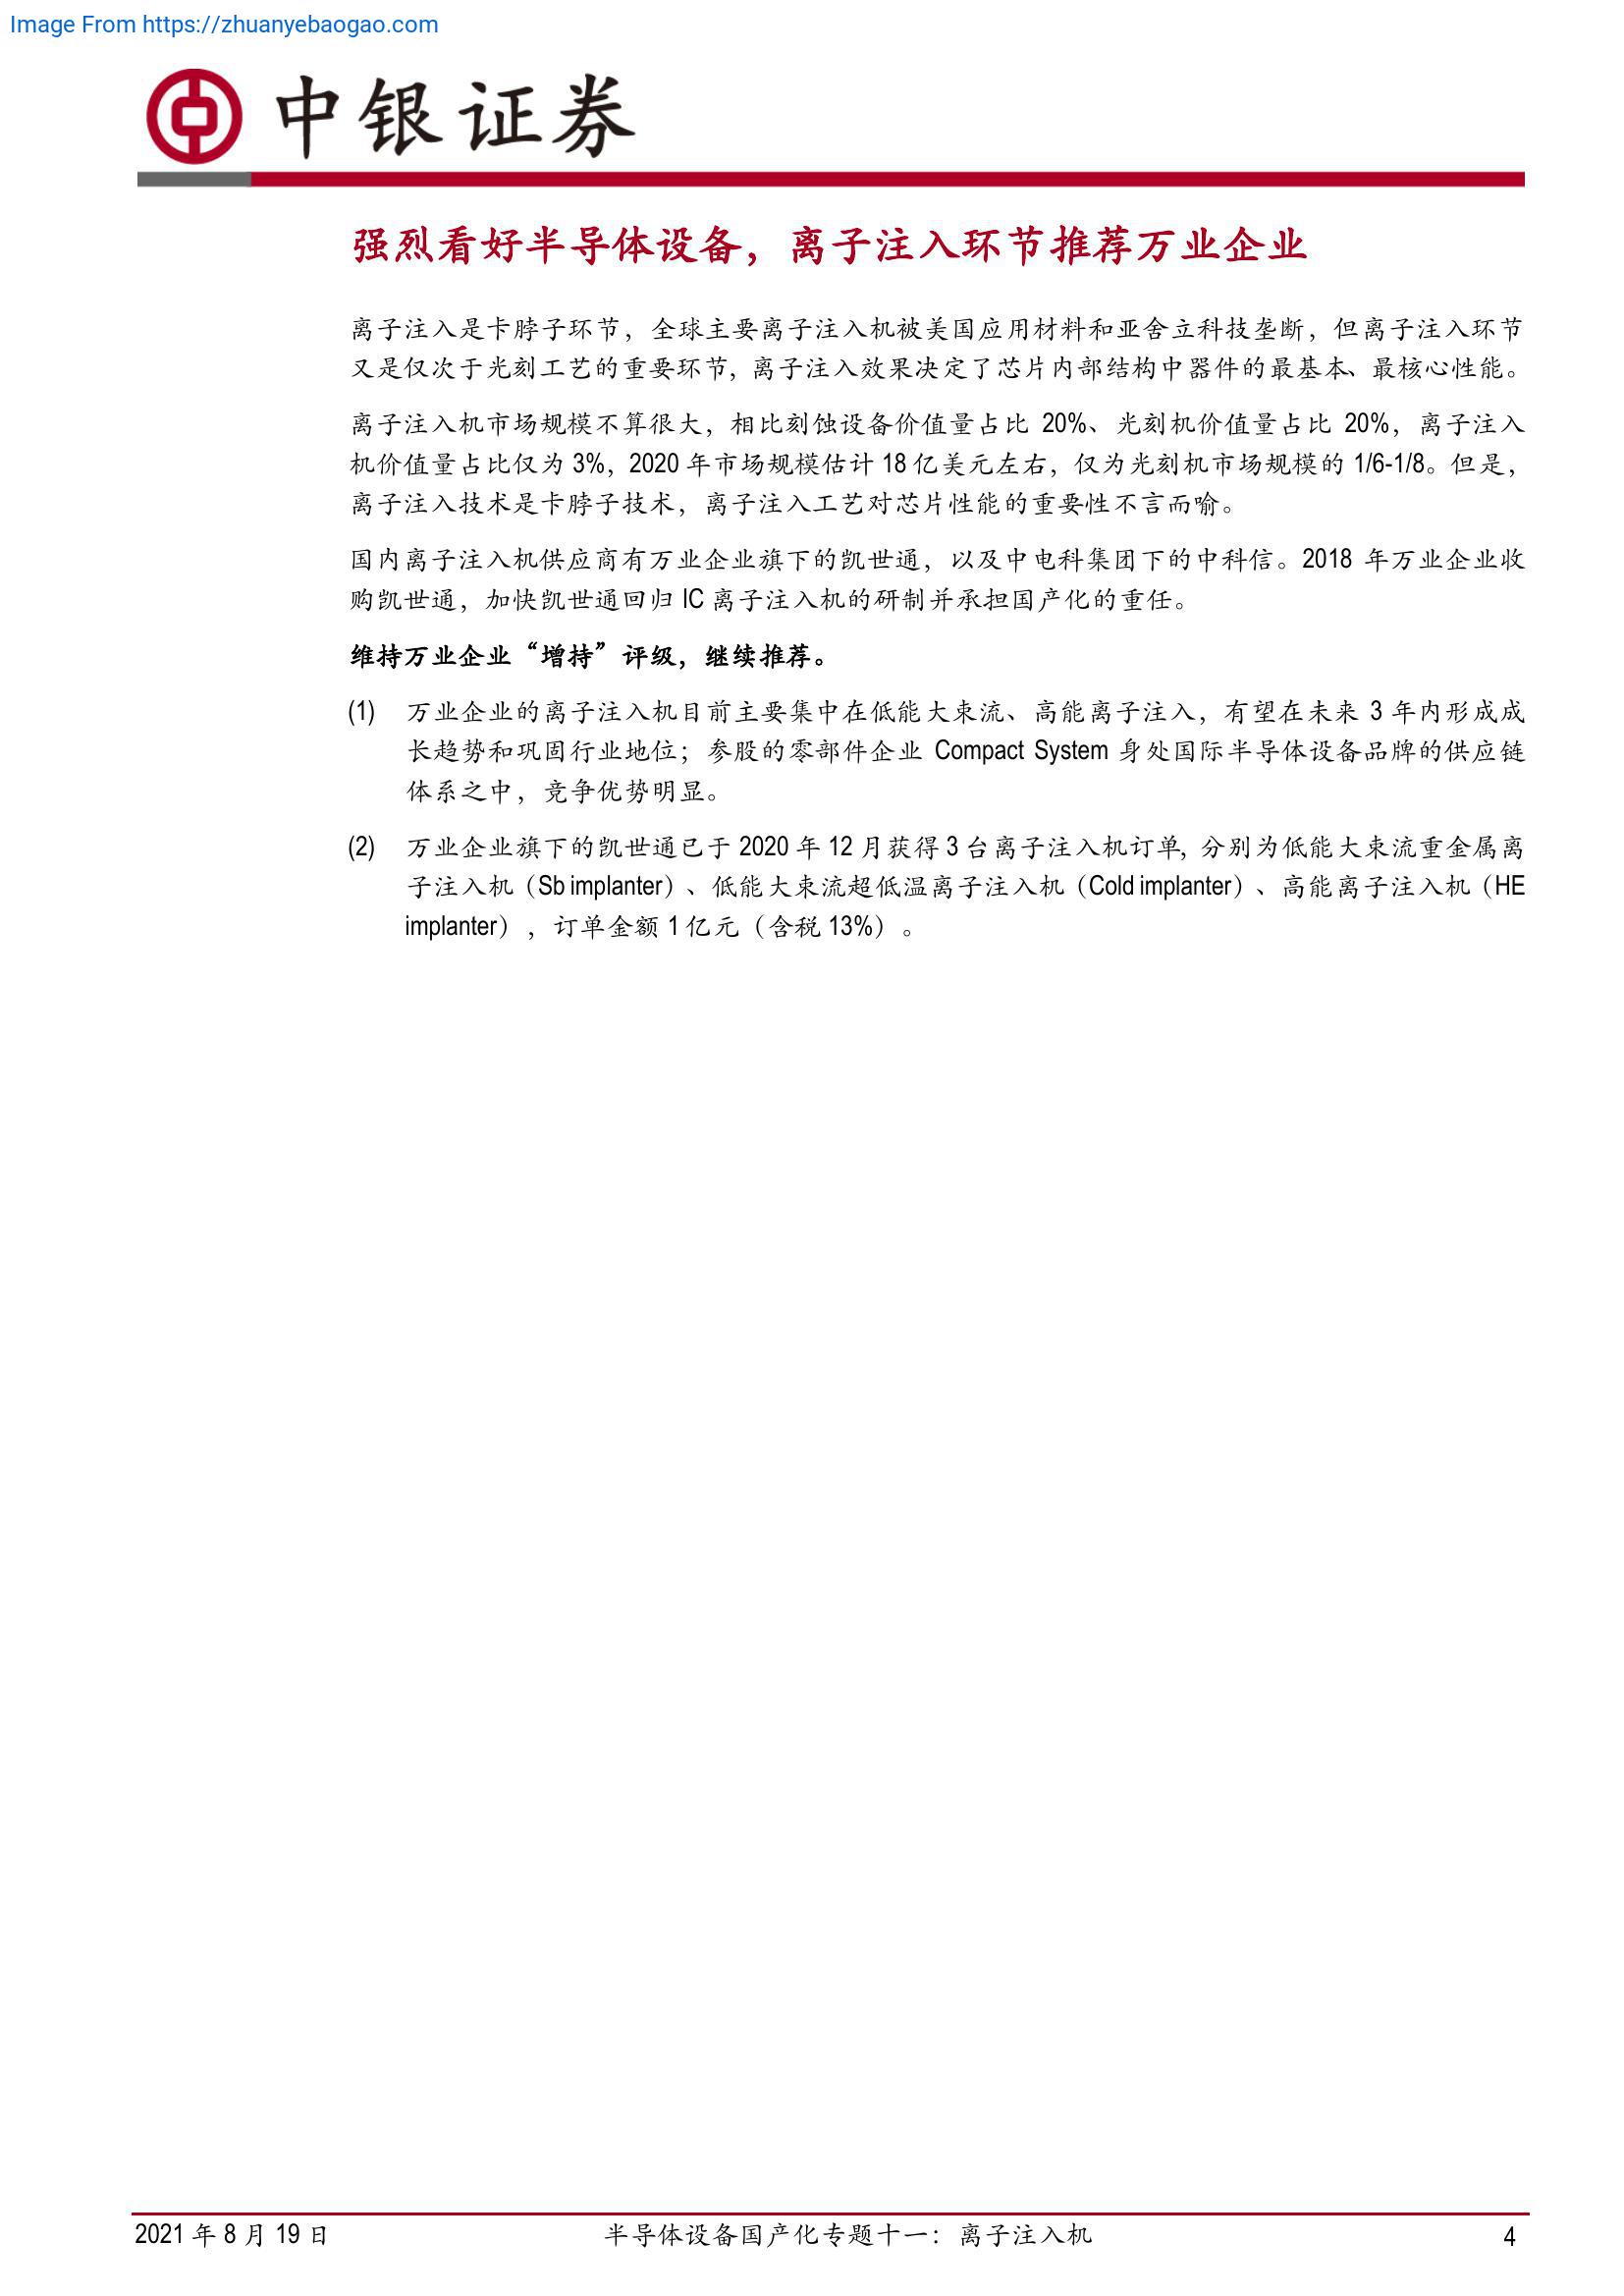 Image From https://zhuanyebaogao.com
中银证券
强烈看好半导体设备，离子注入环节推荐万业企业
离子注入是卡脖子环节，全球主要离子注入机被美国应用材料和亚舍立科技垄断，但离子注入环节
又是仅次于光刻工艺的重要环节，离子注入效果决定了芯片内部结构中器件的最基本、最核心性能。
离子注入机市场规模不算很大，相比刻蚀设备价值量占比 20%、光刻机价值量占比 20%，离子注入
机价值量占比仅为 3%，2020 年市场规模估计 18 亿美元左右，仅为光刻机市场规模的 1/6-1/8。但是，
离子注入技术是卡脖子技术，离子注入工艺对芯片性能的重要性不言而喻。
国内离子注入机供应商有万业企业旗下的凯世通，以及中电科集团下的中科信。2018 年万业企业收
购凯世通，加快凯世通回归 IC 离子注入机的研制并承担国产化的重任。
维持万业企业“增持”评级，继续推荐。
(1) 万业企业的离子注入机目前主要集中在低能大束流、高能离子注入，有望在未来 3 年内形成成
长趋势和巩固行业地位；参股的零部件企业 Compact System 身处国际半导体设备品牌的供应链
体系之中，竞争优势明显。
(2) 万业企业旗下的凯世通已于 2020 年 12 月获得 3 台离子注入机订单，分别为低能大束流重金属离
子注入机（Sb implanter）、低能大束流超低温离子注入机（Cold implanter）、高能离子注入机（HE
implanter），订单金额 1 亿元（含税 13%）。
2021 年 8 月 19 日 半导体设备国产化专题十一：离子注入机 4